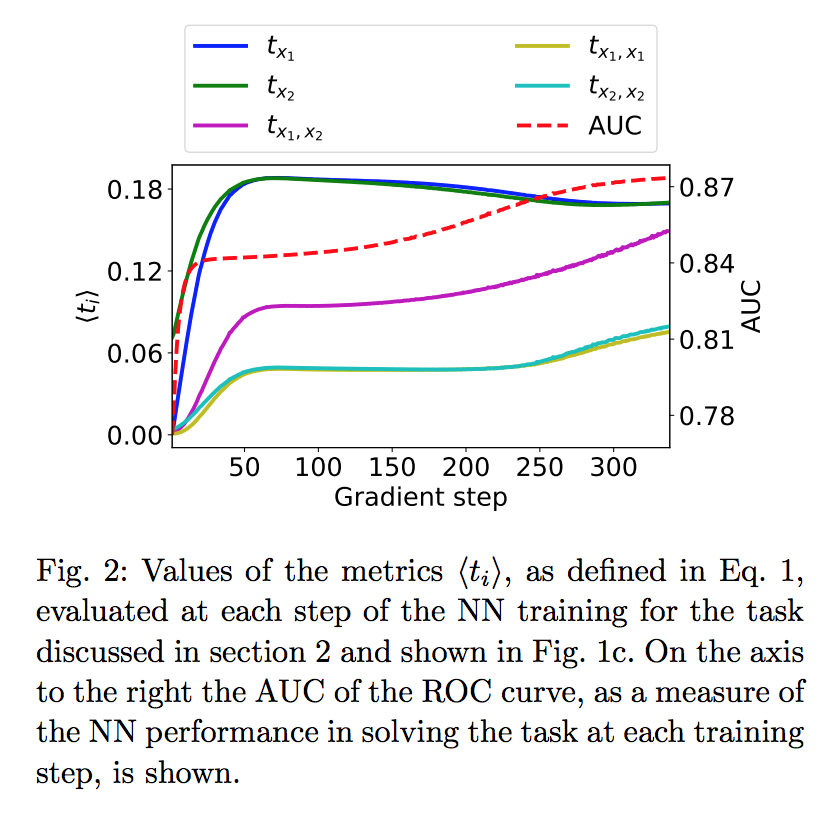 t_{x_1}
t_{x_2}
t_{x_1, x_2}
t_{x_1, x_1}
t_{x_2, x_2}
AUC
0.18
0.12
0.06
0.00
⟨t_i⟩
0.87
0.84
0.81
0.78
AUC
50 100 150 200 250 300
Gradient step
Fig. 2: Values of the metrics ⟨t_i⟩, as defined in Eq. 1,
evaluated at each step of the NN training for the task
discussed in section 2 and shown in Fig. 1c. On the axis
to the right the AUC of the ROC curve, as a measure of
the NN performance in solving the task at each training
step, is shown.